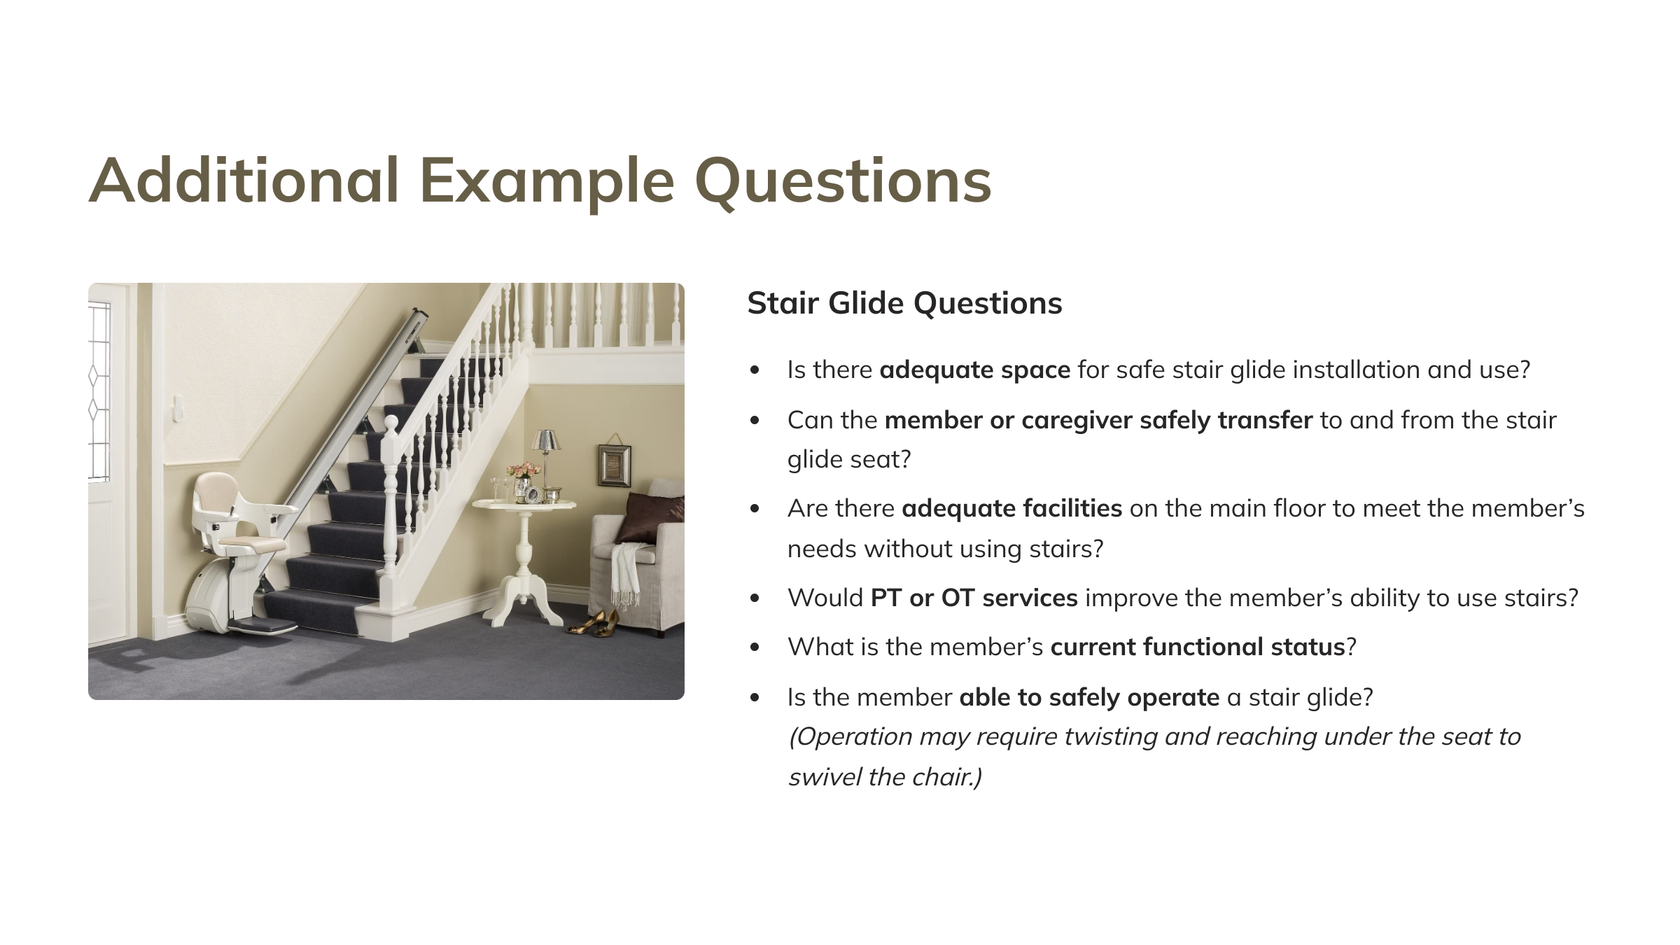 Additional Example Questions
Stair Glide Questions
• Is there adequate space for safe stair glide installation and use?
• Can the member or caregiver safely transfer to and from the stair
glide seat?
• Are there adequate facilities on the main floor to meet the member’s
needs without using stairs?
• Would PT or OT services improve the member’s ability to use stairs?
• What is the member’s current functional status?
• Is the member able to safely operate a stair glide?
(Operation may require twisting and reaching under the seat to
swivel the chair.)